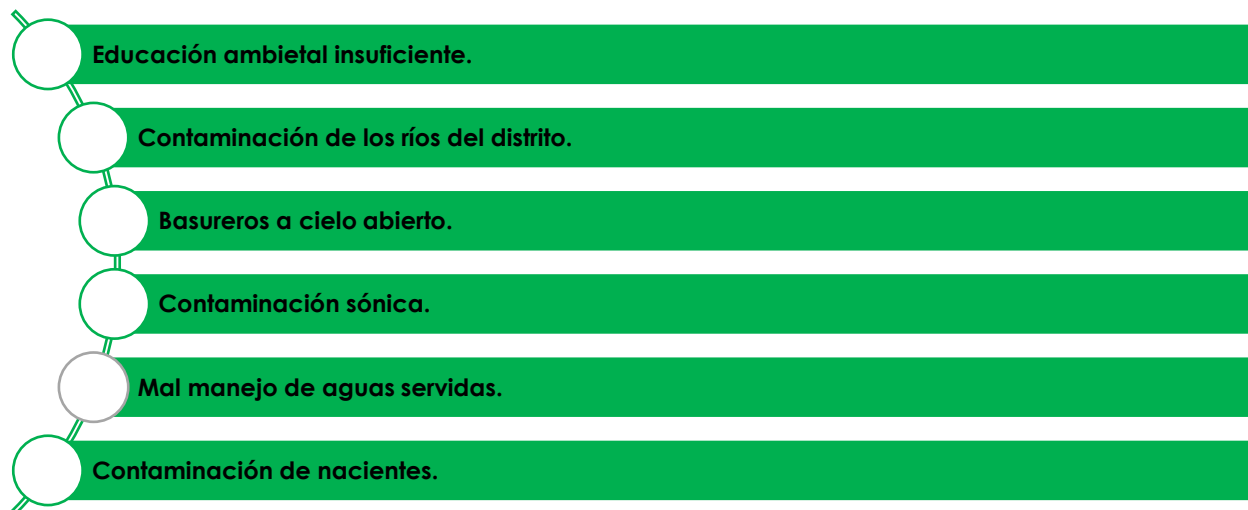 Educación ambietal insuficiente.
Contaminación de los ríos del distrito.
Basureros a cielo abierto.
Contaminación sónica.
Mal manejo de aguas servidas.
Contaminación de nacientes.